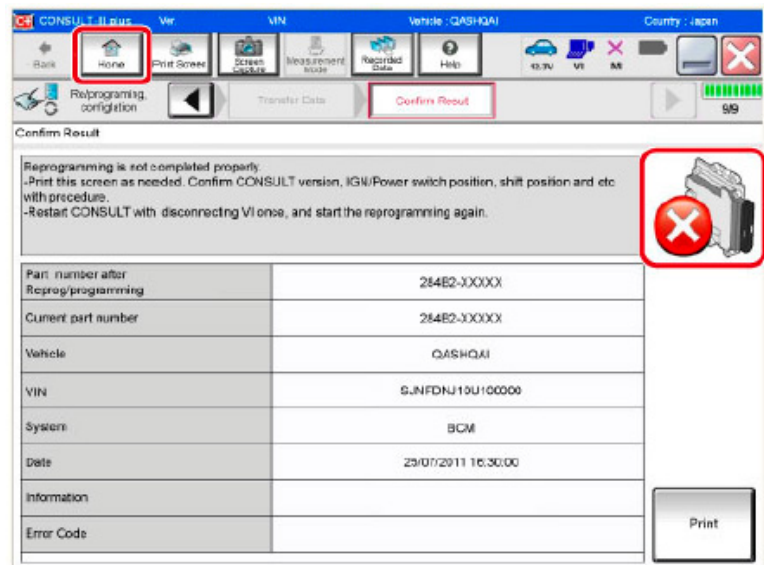 CONSULT-III plus Ver. VIN: Vehicle : QASHQAI Country : Japan
Back
Home
Print Screen
Screen Capture
Measurement Mode
Recorded Data
Help
VI
MI
Re/programing, configlation
Transfer Data
Confirm Result
9/9
Confirm Result
Reprogramming is not completed properly.
-Print this screen as needed. Confirm CONSULT version, IGN/Power switch position, shift position and etc
with procedure.
-Restart CONSULT with disconnecting VI once, and start the reprogramming again.
Part number after
Reprog/programming
284B2-XXXXX
Current part number
284B2-XXXXX
Vehicle
QASHQAI
VIN
SJNFDNJ10U100000
System
BCM
Date
25/07/2011 16:30:00
Information
Error Code
Print